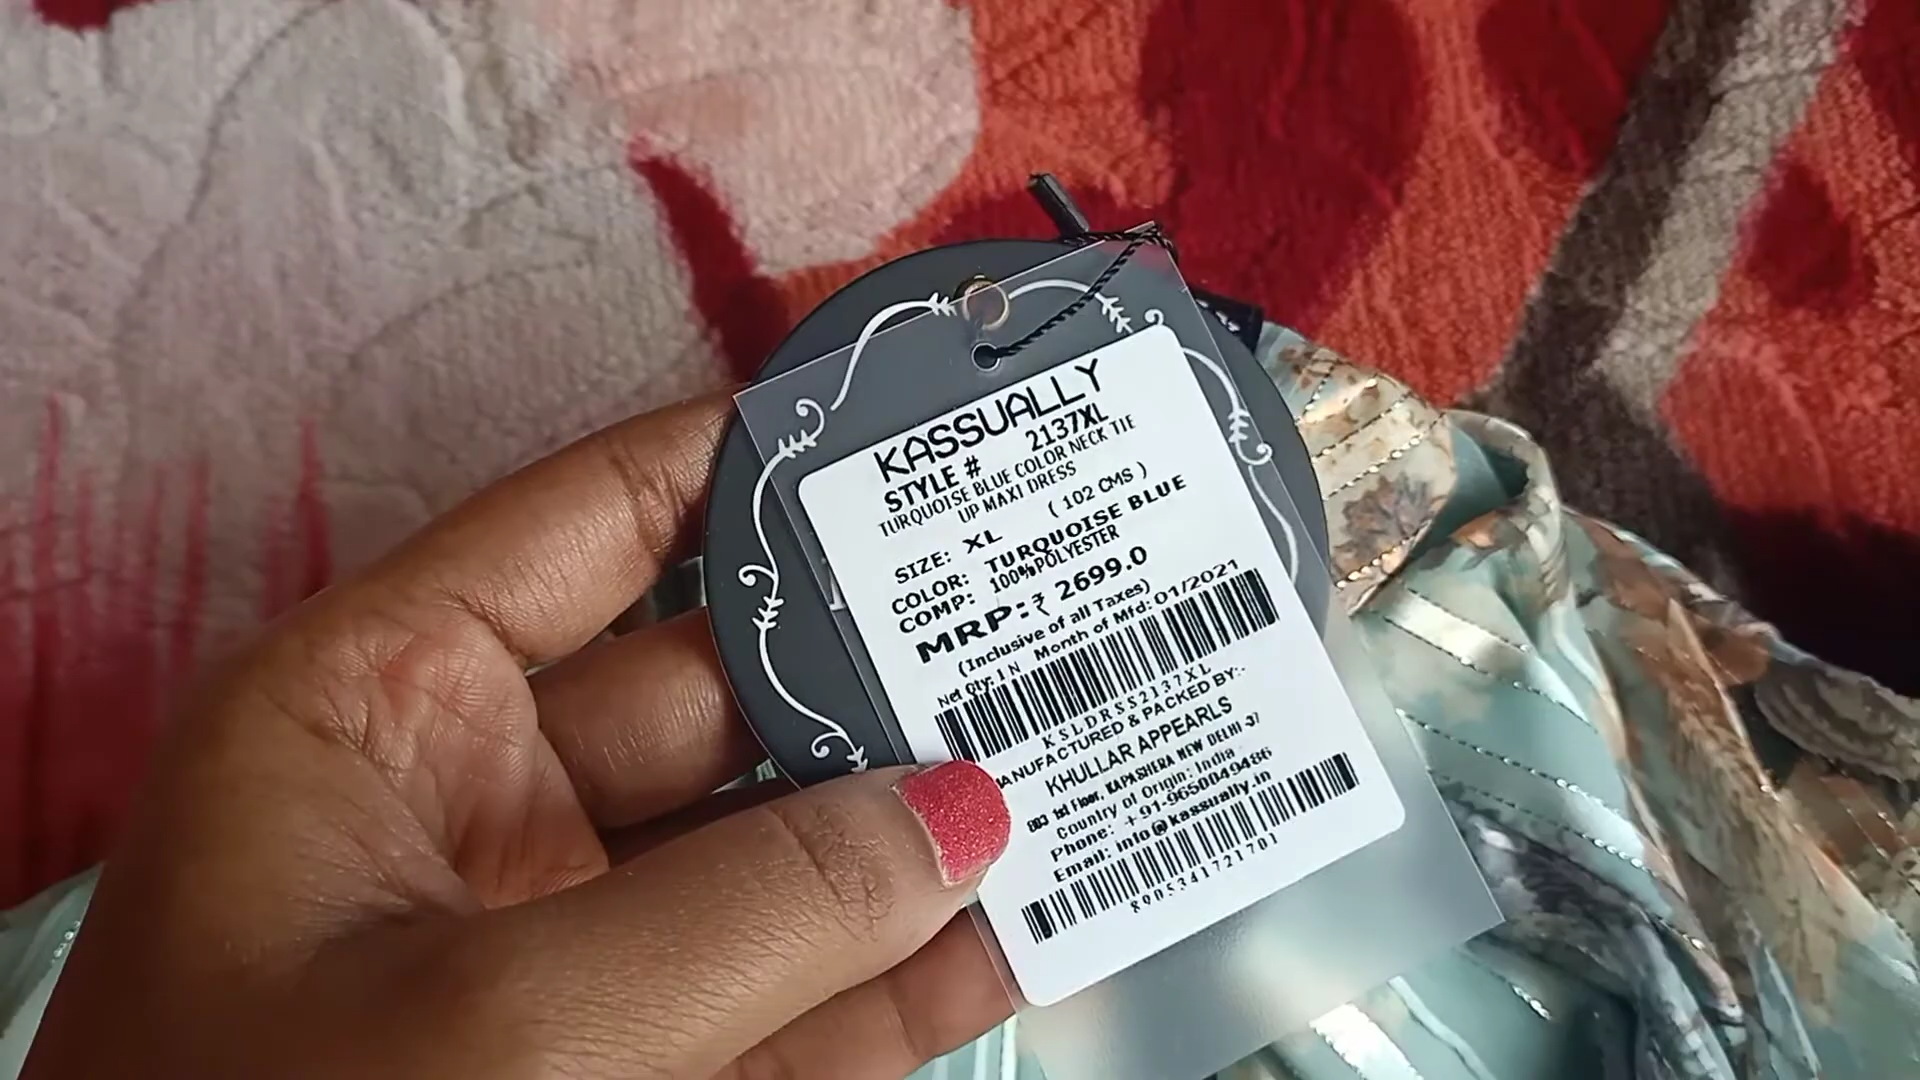 KASSUALLY
STYLE # 2137XL
TURQUOISE BLUE COLOR NECK TIE
UP MAXI DRESS
SIZE: XL ( 102 CMS )
COLOR: TURQUOISE BLUE
COMP: 100%POLYESTER
MRP:₹ 2699.0
(Inclusive of all Taxes)
Net Qty: 1 N Month of Mfd: 01/2021
KSLDRSS2137XL
MANUFACTURED & PACKED BY:-
KHULLAR APPEARLS
883 1st Floor, KAPASHERA NEW DELHI 37
Country of Origin: India
Phone: +91-9650049486
Email: info@kassually.in
8905341721701